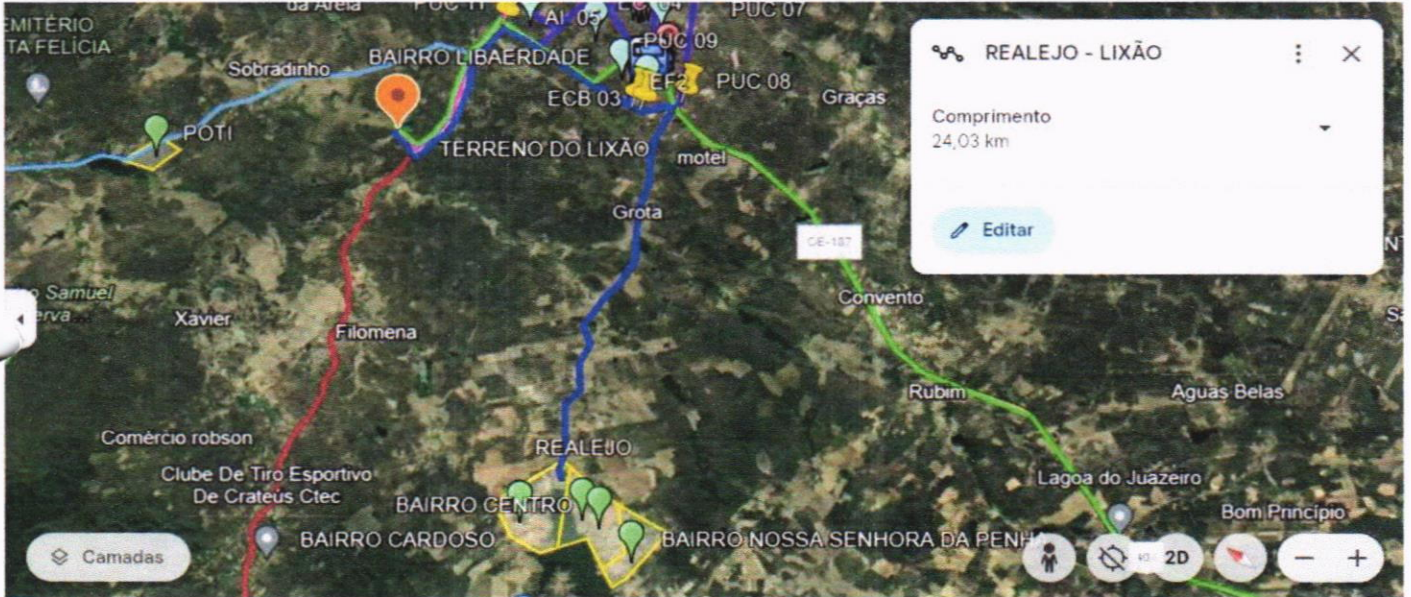 da Areia
PUC 11
AI 05
PUC 07
EMITÉRIO
TA FELÍCIA
Sobradinho
BAIRRO LIBAERDADE
PUC 09
EF2
PUC 08
ECB 03
Graças
POTI
TERRENO DO LIXÃO
motel
Grota
CE-187
Convento
Samuel
Xavier
Filomena
Rubim
Aguas Belas
Comércio robson
REALEJO
Clube De Tiro Esportivo
De Crateús Ctec
BAIRRO CENTRO
Lagoa do Juazeiro
Bom Princípio
BAIRRO CARDOSO
BAIRRO NOSSA SENHORA DA PENHA
REALEJO - LIXÃO
Comprimento
24,03 km
Editar
Camadas
2D